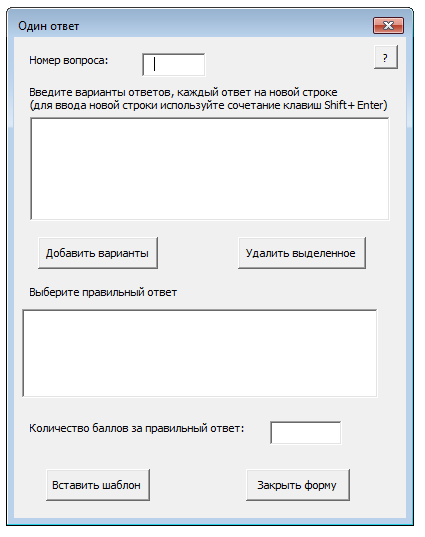 Один ответ
Номер вопроса:
?
Введите варианты ответов, каждый ответ на новой строке
(для ввода новой строки используйте сочетание клавиш Shift+ Enter)
Добавить варианты
Удалить выделенное
Выберите правильный ответ
Количество баллов за правильный ответ:
Вставить шаблон
Закрыть форму